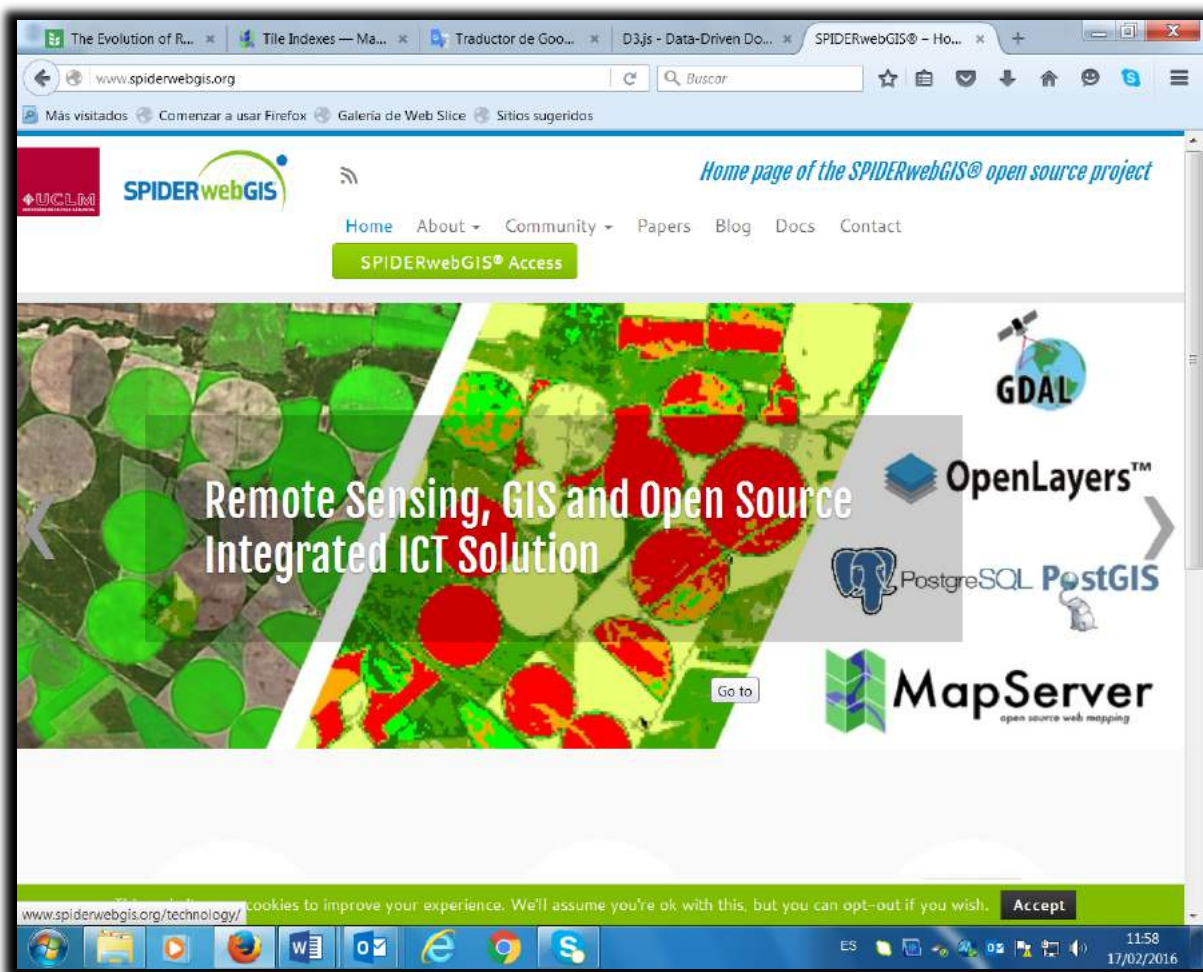 The Evolution of R...
Tile Indexes — Ma...
Traductor de Goo...
D3.js - Data-Driven Do...
SPIDERwebGIS® – Ho...
www.spiderwebgis.org
Buscar
Más visitados
Comenzar a usar Firefox
Galería de Web Slice
Sitios sugeridos
UCLM
SPIDERwebGIS
Home page of the SPIDERwebGIS® open source project
Home About Community Papers Blog Docs Contact
SPIDERwebGIS® Access
GDAL
OpenLayers™
Remote Sensing, GIS and Open Source
Integrated ICT Solution
PostgreSQL PostGIS
Go to
MapServer
open source web mapping
cookies to improve your experience. We'll assume you're ok with this, but you can opt-out if you wish. Accept
www.spiderwebgis.org/technology/
ES
11:58
17/02/2016